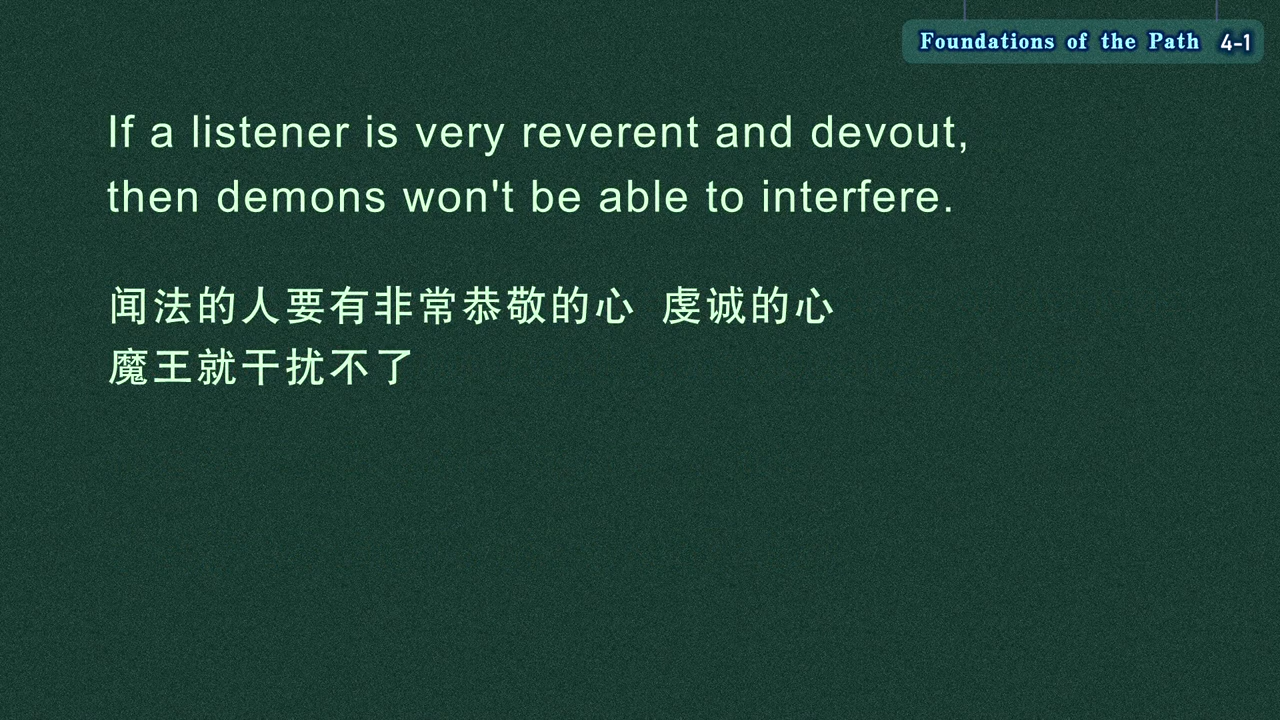 Foundations of the Path 4-1
If a listener is very reverent and devout,
then demons won't be able to interfere.
闻法的人要有非常恭敬的心 虔诚的心
魔王就干扰不了